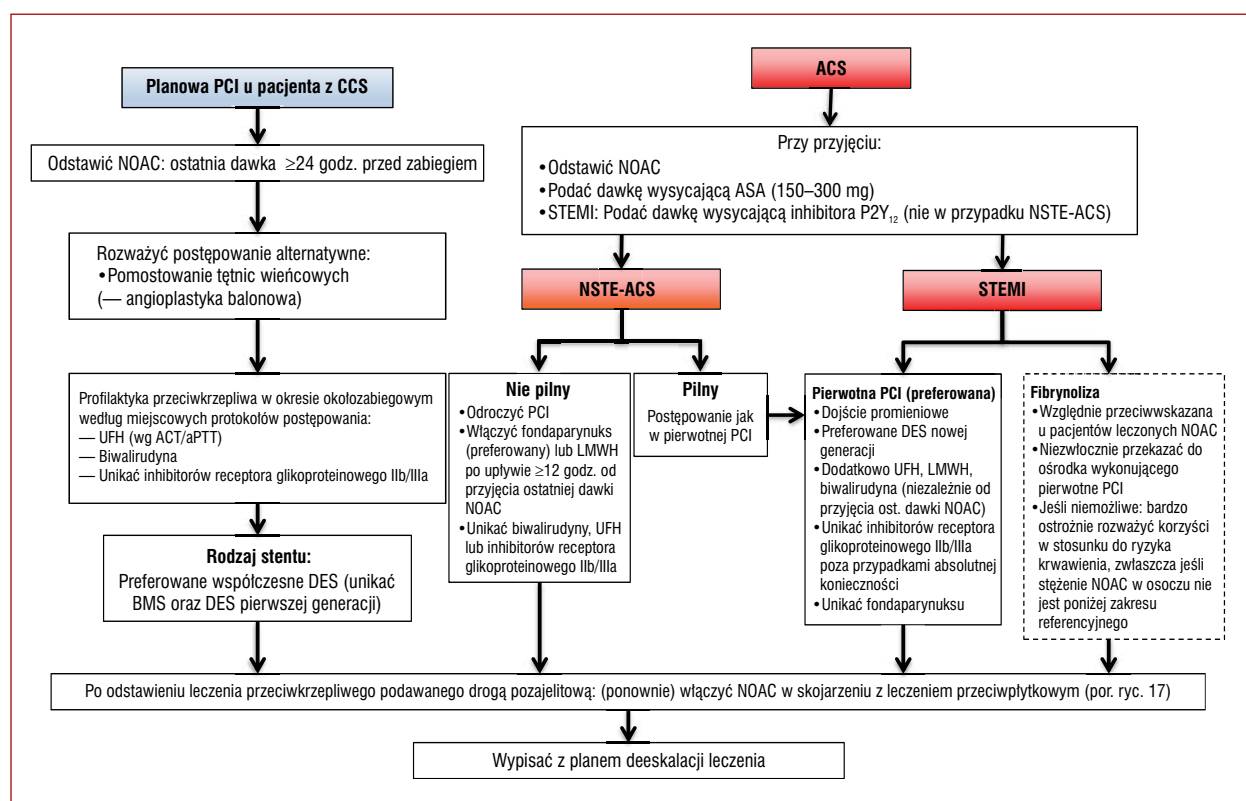 Planowa PCI u pacjenta z CCS
Odstawić NOAC: ostatnia dawka ≥24 godz. przed zabiegiem
Rozważyć postępowanie alternatywne:
•Pomostowanie tętnic wieńcowych
(— angioplastyka balonowa)
Profilaktyka przeciwkrzepliwa w okresie okołozabiegowym
według miejscowych protokołów postępowania:
— UFH (wg ACT/aPTT)
— Biwalirudyna
— Unikać inhibitorów receptora glikoproteinowego IIb/IIIa
Rodzaj stentu:
Preferowane współczesne DES (unikać
BMS oraz DES pierwszej generacji)
ACS
Przy przyjęciu:
•Odstawić NOAC
•Podać dawkę wysycającą ASA (150–300 mg)
•STEMI: Podać dawkę wysycającą inhibitora P2Y₁₂ (nie w przypadku NSTE-ACS)
NSTE-ACS
Nie pilny
•Odroczyć PCI
•Włączyć fondaparynuks
(preferowany) lub LMWH
po upływie ≥12 godz. od
przyjęcia ostatniej dawki
NOAC
•Unikać biwalirudyny, UFH
lub inhibitorów receptora
glikoproteinowego IIb/IIIa
Pilny
Postępowanie jak
w pierwotnej PCI
STEMI
Pierwotna PCI (preferowana)
•Dojście promieniowe
•Preferowane DES nowej
generacji
•Dodatkowo UFH, LMWH,
biwalirudyna (niezależnie od
przyjęcia ost. dawki NOAC)
•Unikać inhibitorów receptora
glikoproteinowego IIb/IIIa
poza przypadkami absolutnej
konieczności
•Unikać fondaparynuksu
Fibrynoliza
•Względnie przeciwwskazana
u pacjentów leczonych NOAC
•Niezwłocznie przekazać do
ośrodka wykonującego
pierwotne PCI
•Jeśli niemożliwe: bardzo
ostrożnie rozważyć korzyści
w stosunku do ryzyka
krwawienia, zwłaszcza jeśli
stężenie NOAC w osoczu nie
jest poniżej zakresu
referencyjnego
Po odstawieniu leczenia przeciwkrzepliwego podawanego drogą pozajelitową: (ponownie) włączyć NOAC w skojarzeniu z leczeniem przeciwpłytkowym (por. ryc. 17)
Wypisać z planem deeskalacji leczenia